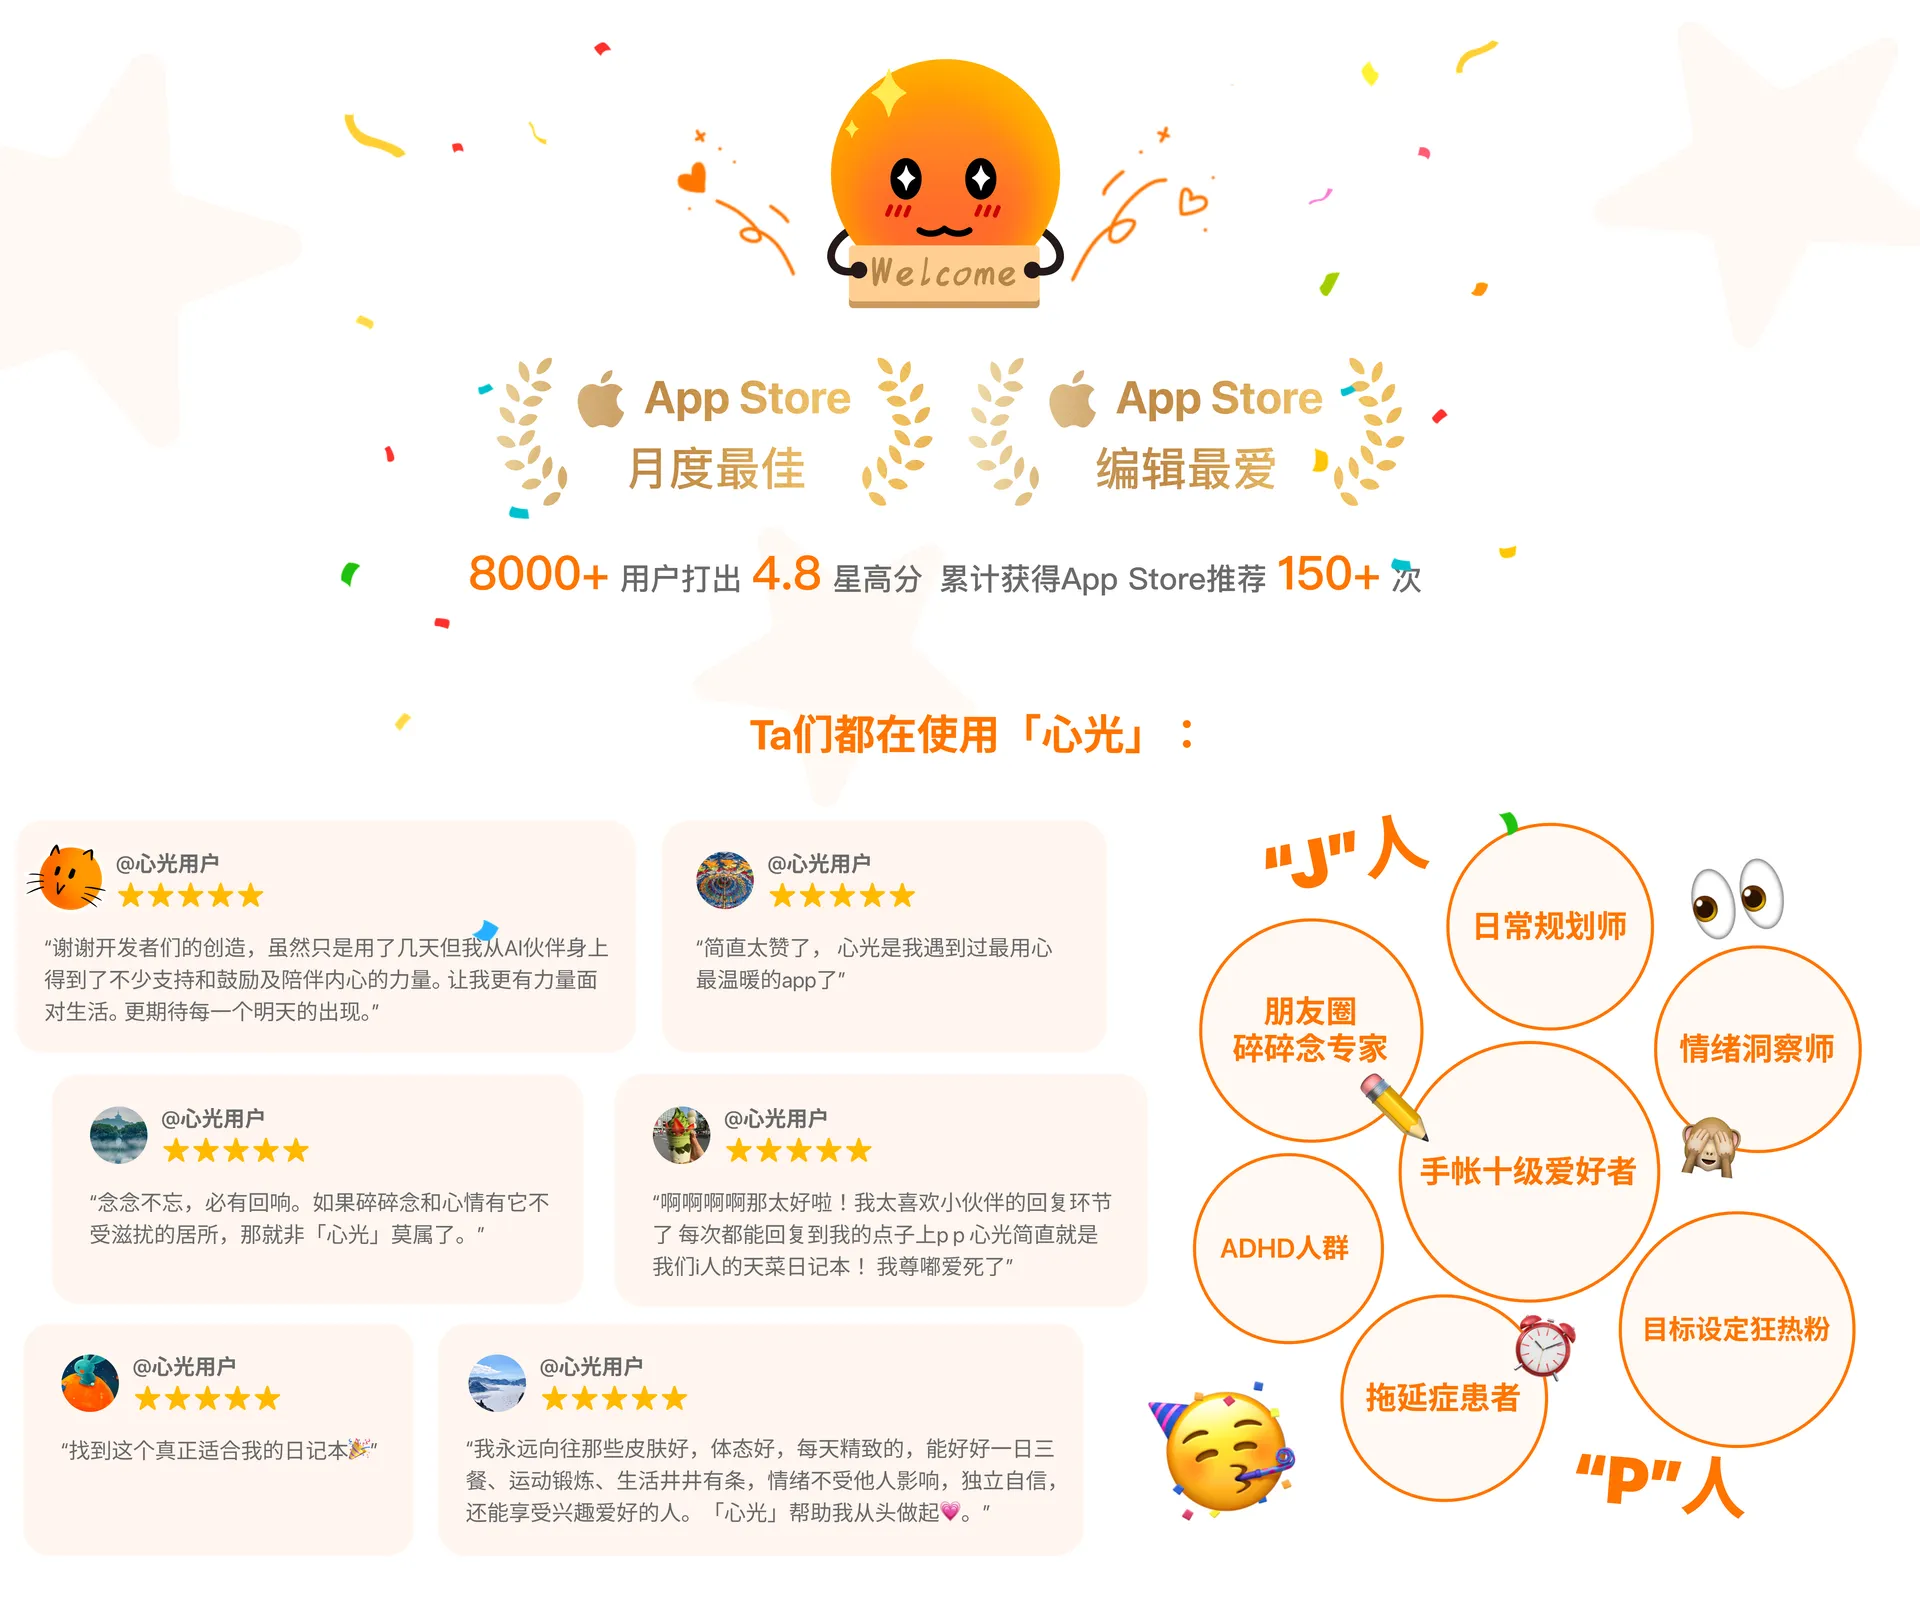 Welcome
App Store
月度最佳
App Store
编辑最爱
8000+ 用户打出 4.8 星高分 累计获得App Store推荐 150+ 次
Ta们都在使用「心光」：
@心光用户
“谢谢开发者们的创造，虽然只是用了几天但我从AI伙伴身上
得到了不少支持和鼓励及陪伴内心的力量。让我更有力量面
对生活。更期待每一个明天的出现。”
@心光用户
“简直太赞了， 心光是我遇到过最用心
最温暖的app了”
@心光用户
“念念不忘，必有回响。如果碎碎念和心情有它不
受滋扰的居所，那就非「心光」莫属了。”
@心光用户
“啊啊啊啊那太好啦！我太喜欢小伙伴的回复环节
了 每次都能回复到我的点子上p p 心光简直就是
我们i人的天菜日记本！ 我尊嘟爱死了”
@心光用户
“找到这个真正适合我的日记本🎉”
@心光用户
“我永远向往那些皮肤好，体态好，每天精致的，能好好一日三
餐、运动锻炼、生活井井有条，情绪不受他人影响，独立自信，
还能享受兴趣爱好的人。「心光」帮助我从头做起💗。”
“J”人
日常规划师
朋友圈
碎碎念专家
情绪洞察师
手帐十级爱好者
ADHD人群
目标设定狂热粉
拖延症患者
“P”人